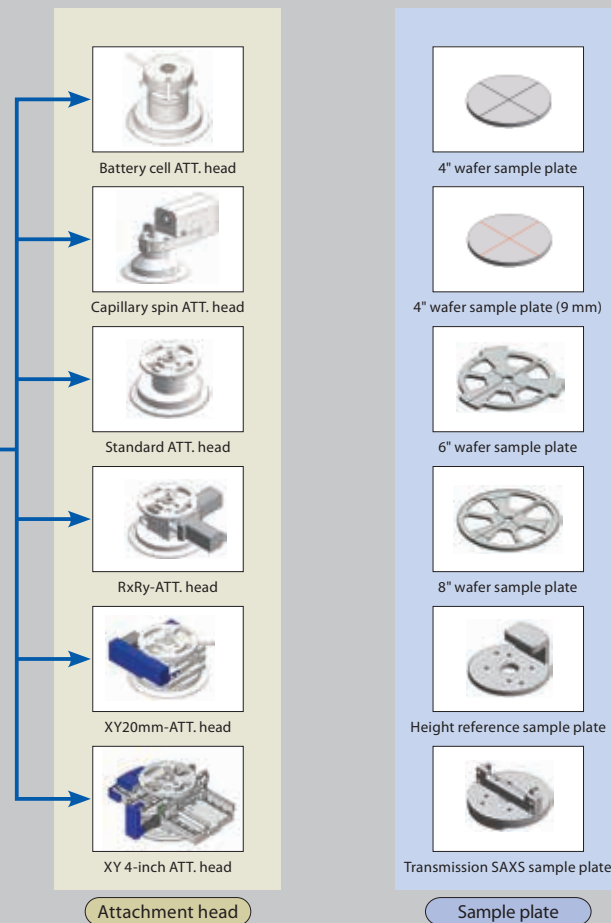 Battery cell ATT. head
Capillary spin ATT. head
Standard ATT. head
RxRy-ATT. head
XY20mm-ATT. head
XY 4-inch ATT. head
Attachment head
4" wafer sample plate
4" wafer sample plate (9 mm)
6" wafer sample plate
8" wafer sample plate
Height reference sample plate
Transmission SAXS sample plate
Sample plate